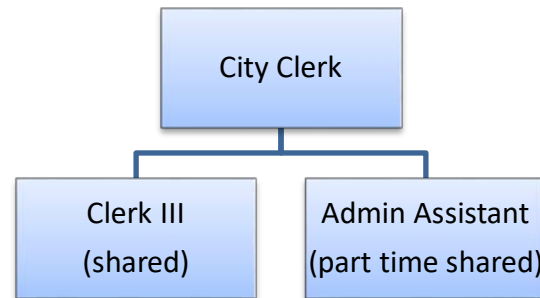 City Clerk
Clerk III
(shared)
Admin Assistant
(part time shared)